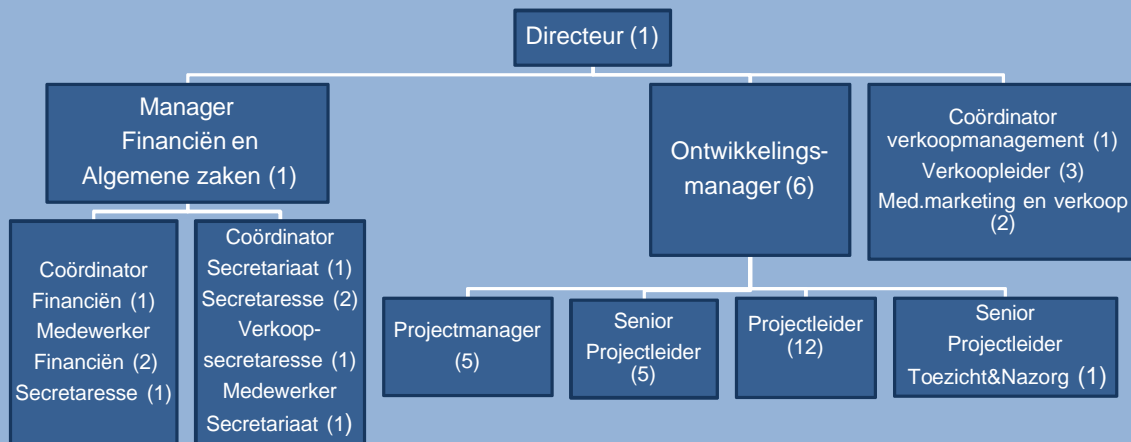 Directeur (1)
Manager
Financiën en
Algemene zaken (1)
Ontwikkelings-
manager (6)
Coördinator
verkoopmanagement (1)
Verkoopleider (3)
Med.marketing en verkoop
(2)
Coördinator
Financiën (1)
Medewerker
Financiën (2)
Secretaresse (1)
Coördinator
Secretariaat (1)
Secretaresse (2)
Verkoop-
secretaresse (1)
Medewerker
Secretariaat (1)
Projectmanager
(5)
Senior
Projectleider
(5)
Projectleider
(12)
Senior
Projectleider
Toezicht&Nazorg (1)